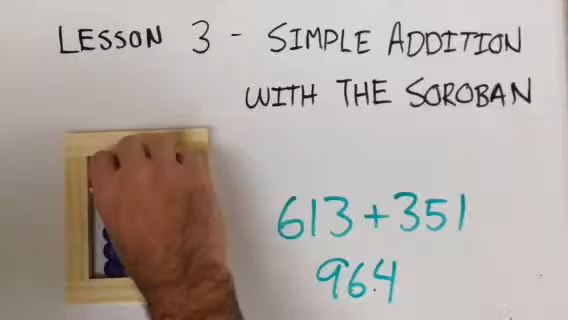 LESSON 3 - SIMPLE ADDITION
WITH THE SOROBAN
613+351
964